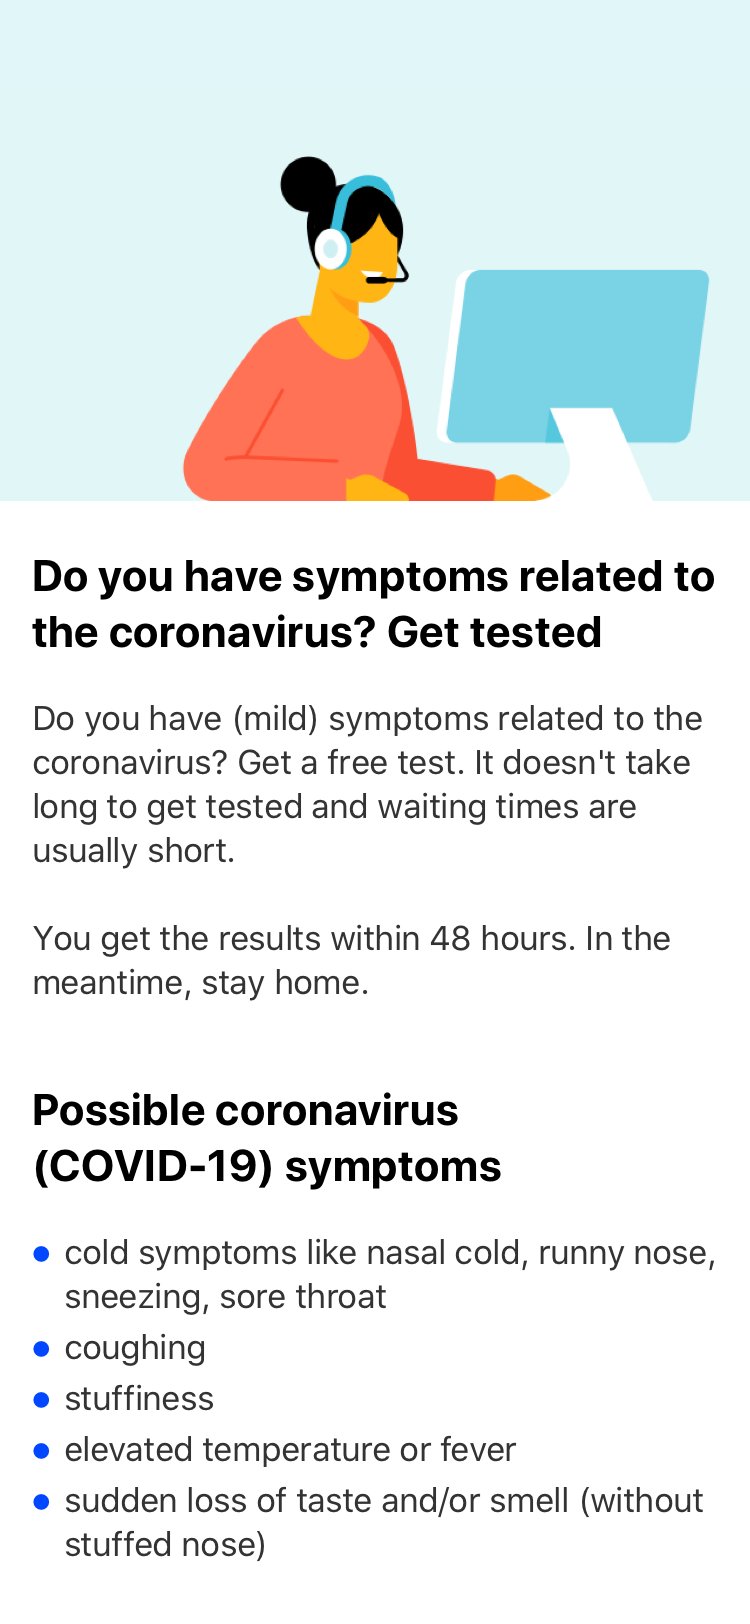 Do you have symptoms related to
the coronavirus? Get tested
Do you have (mild) symptoms related to the
coronavirus? Get a free test. It doesn't take
long to get tested and waiting times are
usually short.
You get the results within 48 hours. In the
meantime, stay home.
Possible coronavirus
(COVID-19) symptoms
cold symptoms like nasal cold, runny nose,
sneezing, sore throat
coughing
stuffiness
elevated temperature or fever
sudden loss of taste and/or smell (without
stuffed nose)